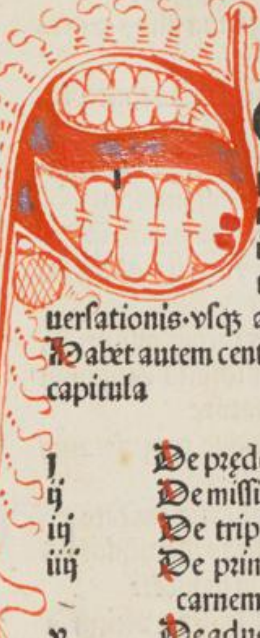 uersationis·vsqꝫ
Habet autem cent
capitula
j De pręd
ij De missi
iij De trip
iiij De prim
carnem
v De adu